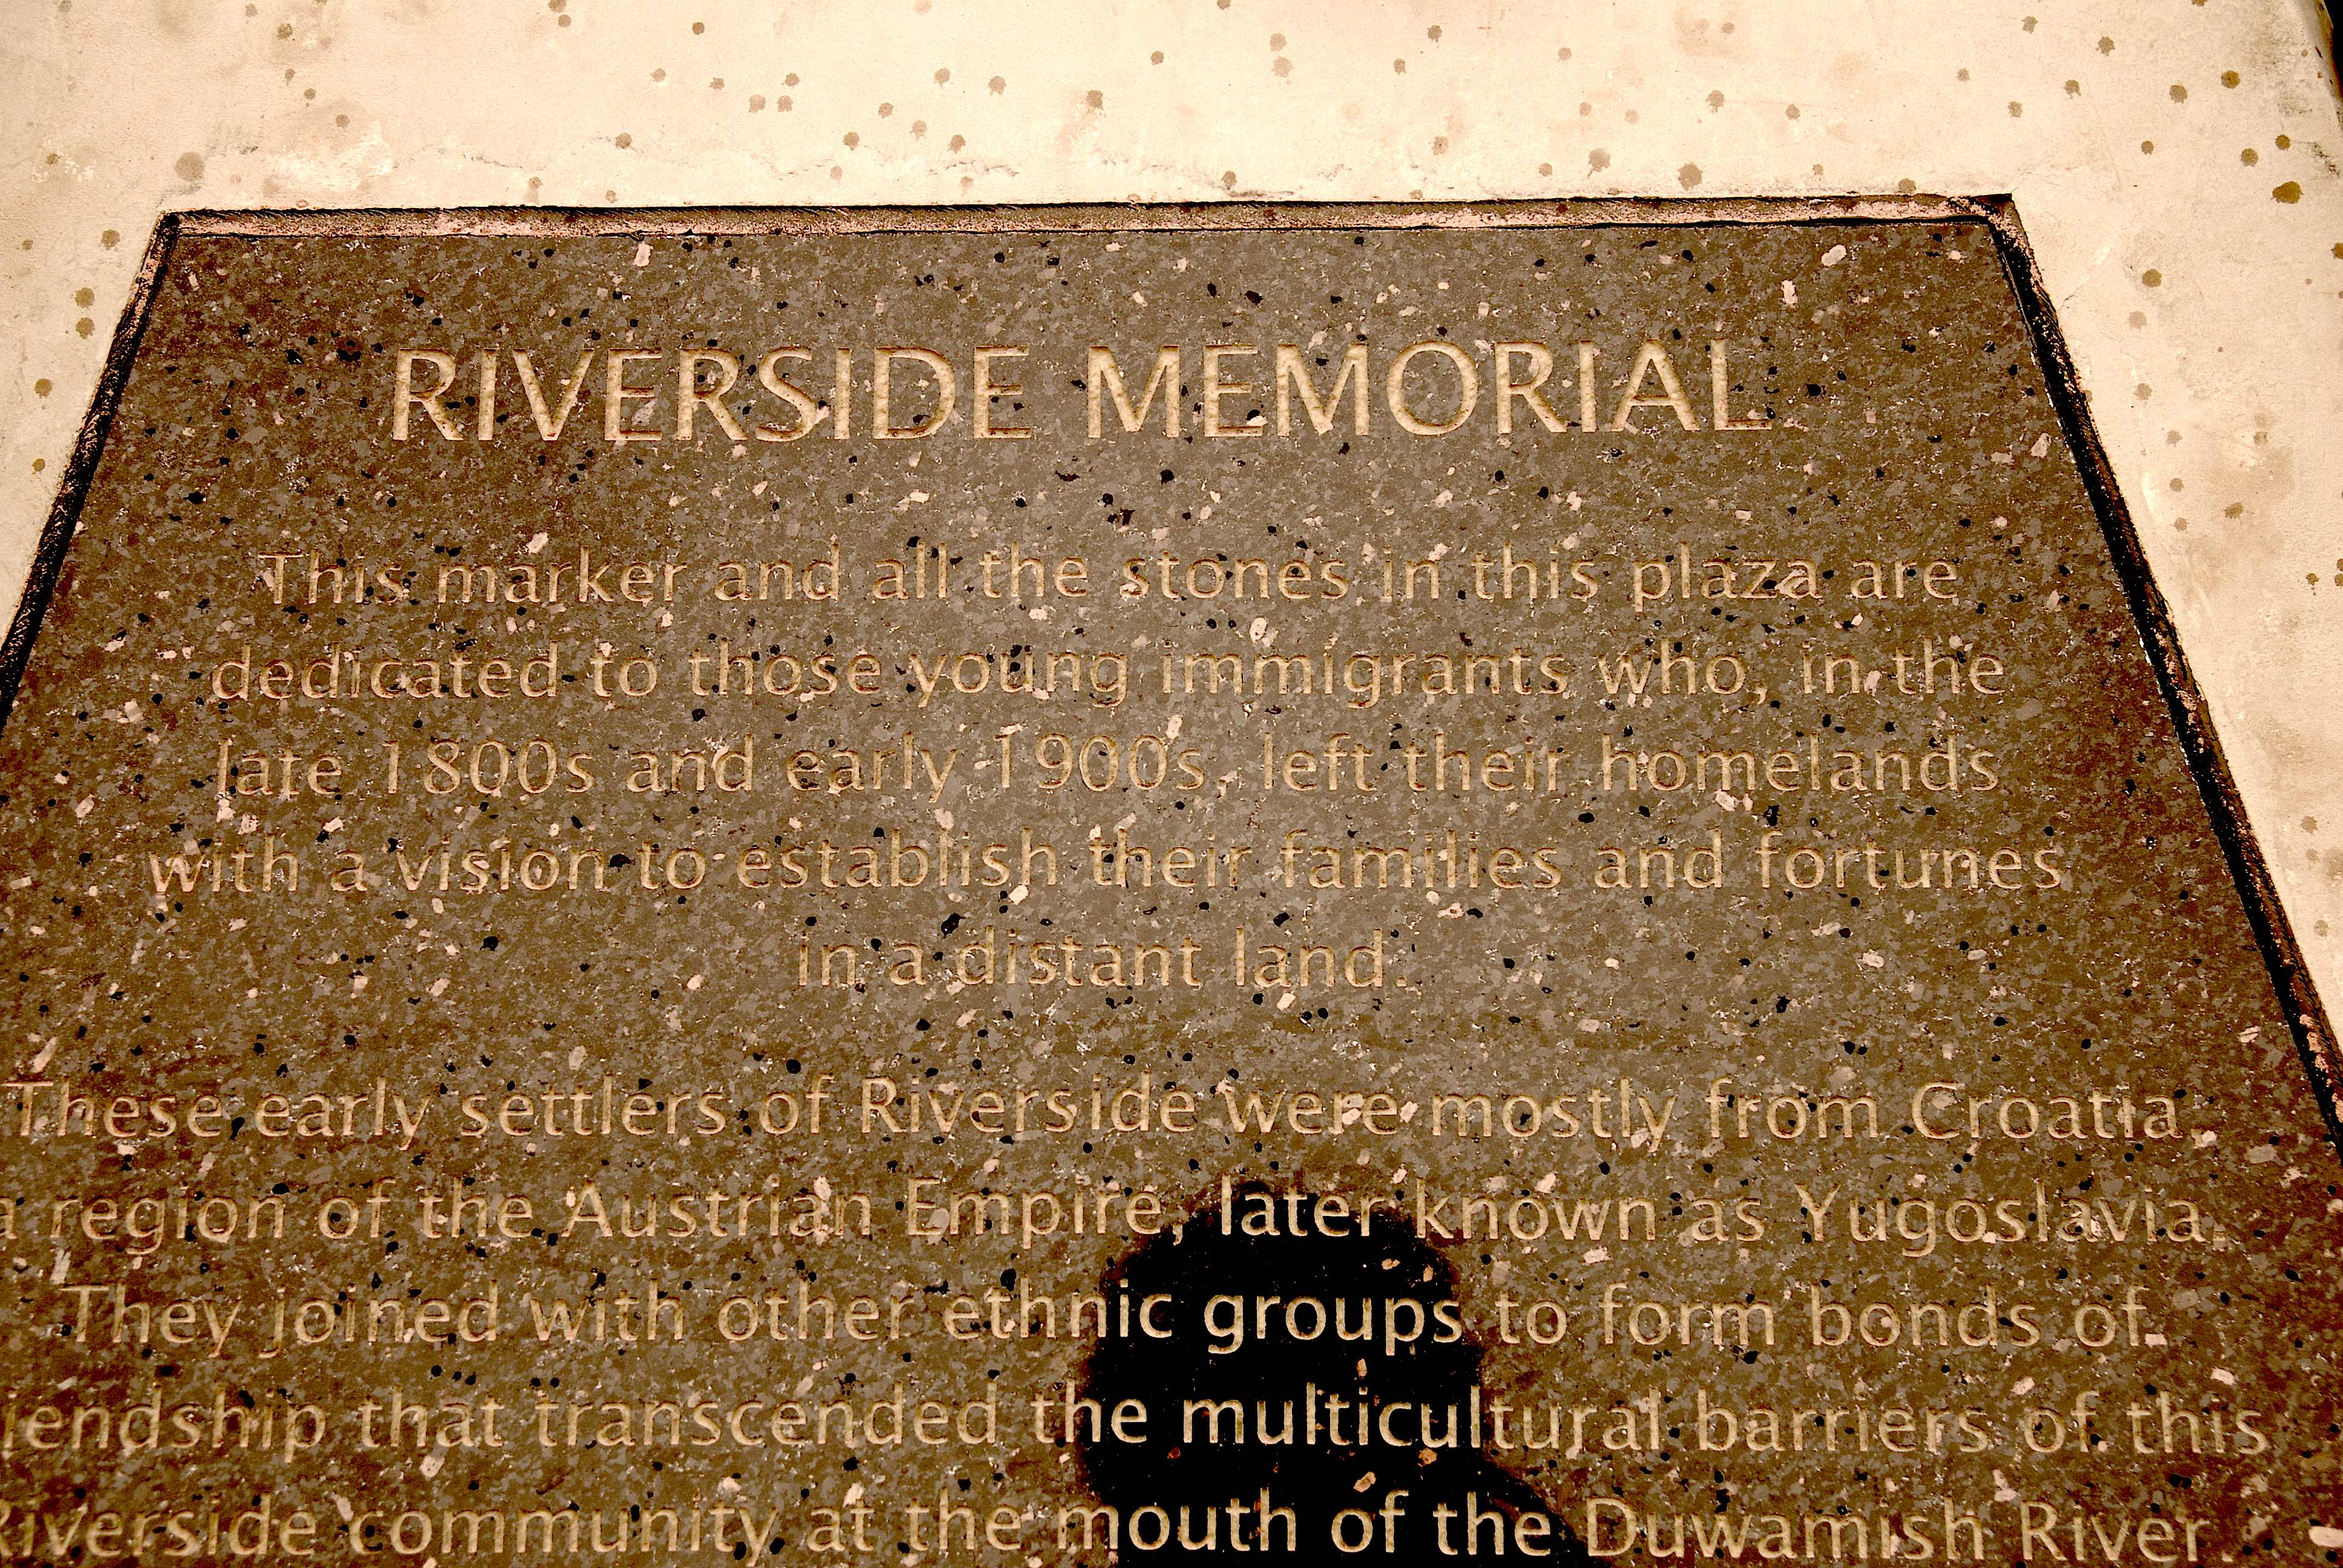 RIVERSIDE MEMORIAL
This marker and all the stones in this plaza are
dedicated to those young immigrants who, in the
late 1800s and early 1900s, left their homelands
with a vision to establish their families and fortunes
in a distant land.
These early settlers of Riverside were mostly from Croatia,
a region of the Austrian Empire, later known as Yugoslavia.
They joined with other ethnic groups to form bonds of
iendship that transcended the multicultural barriers of this
Riverside community at the mouth of the Duwamish River